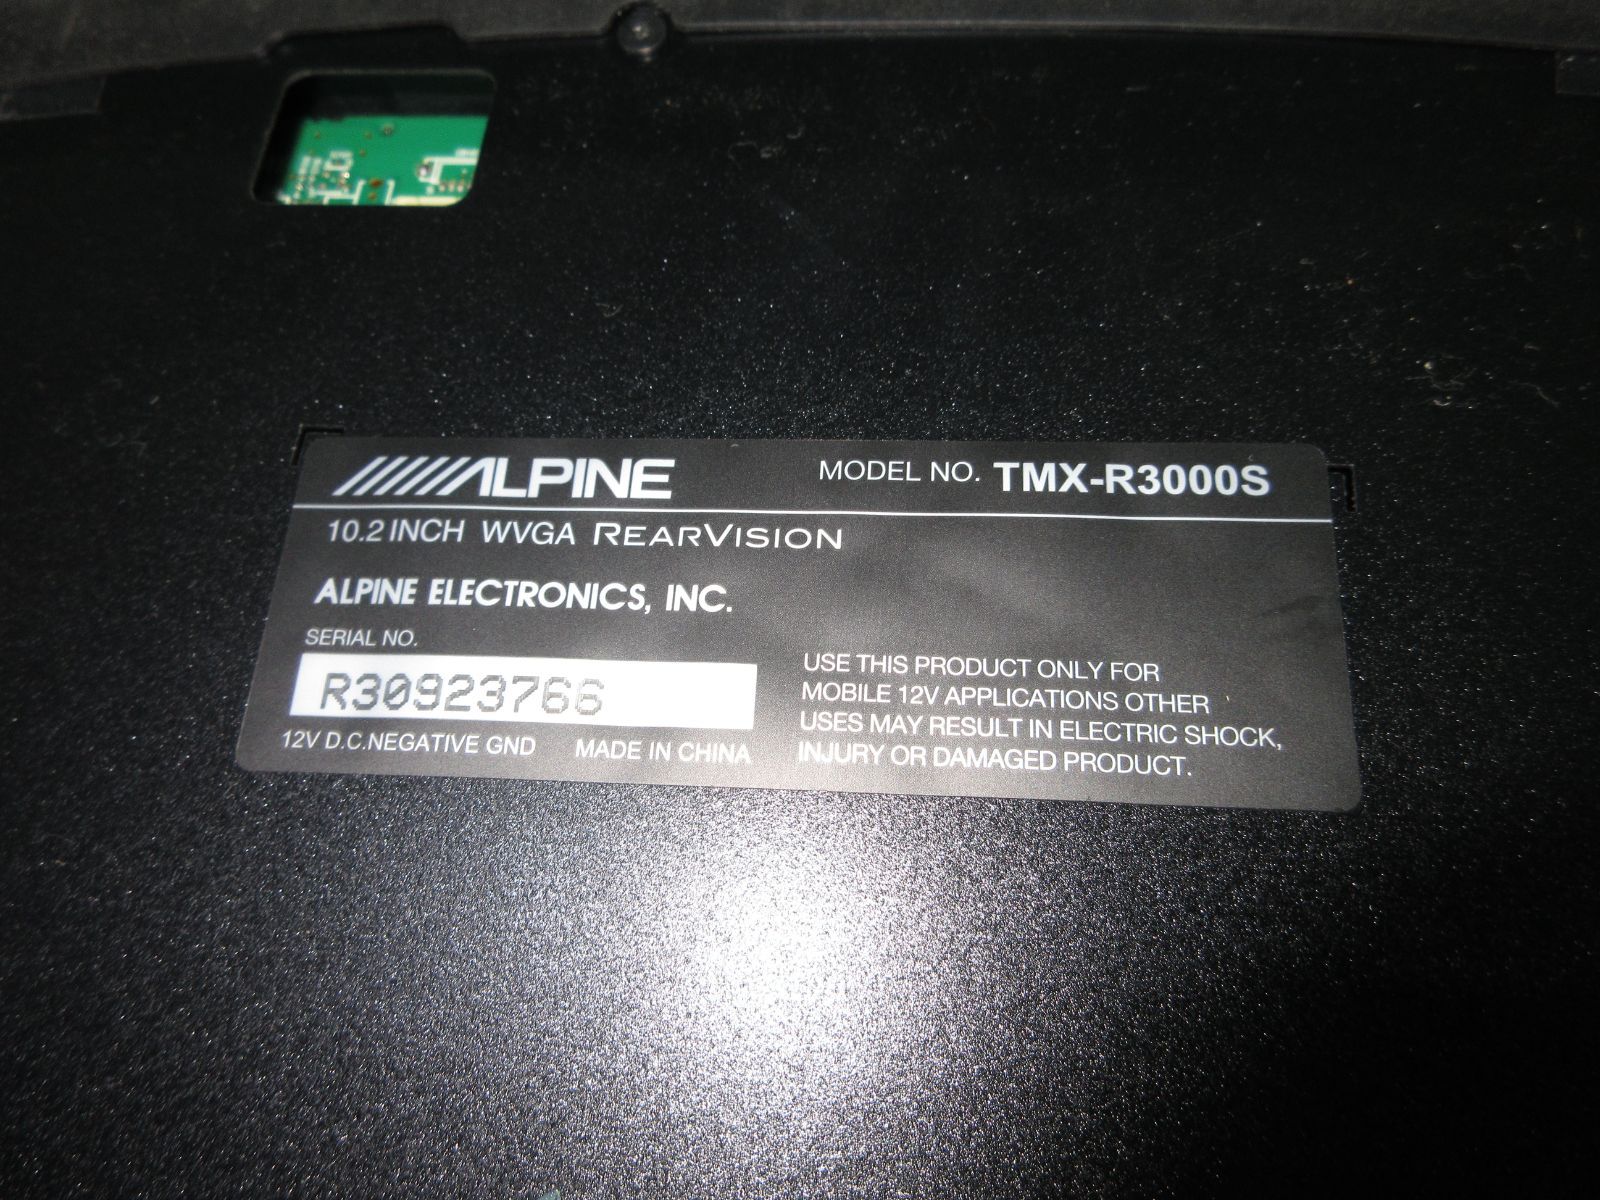 ALPINE MODEL NO. TMX-R3000S
10.2 INCH WVGA REARVISION
ALPINE ELECTRONICS, INC.
SERIAL NO.
R30923766
12V D.C.NEGATIVE GND MADE IN CHINA
USE THIS PRODUCT ONLY FOR
MOBILE 12V APPLICATIONS OTHER
USES MAY RESULT IN ELECTRIC SHOCK,
INJURY OR DAMAGED PRODUCT.